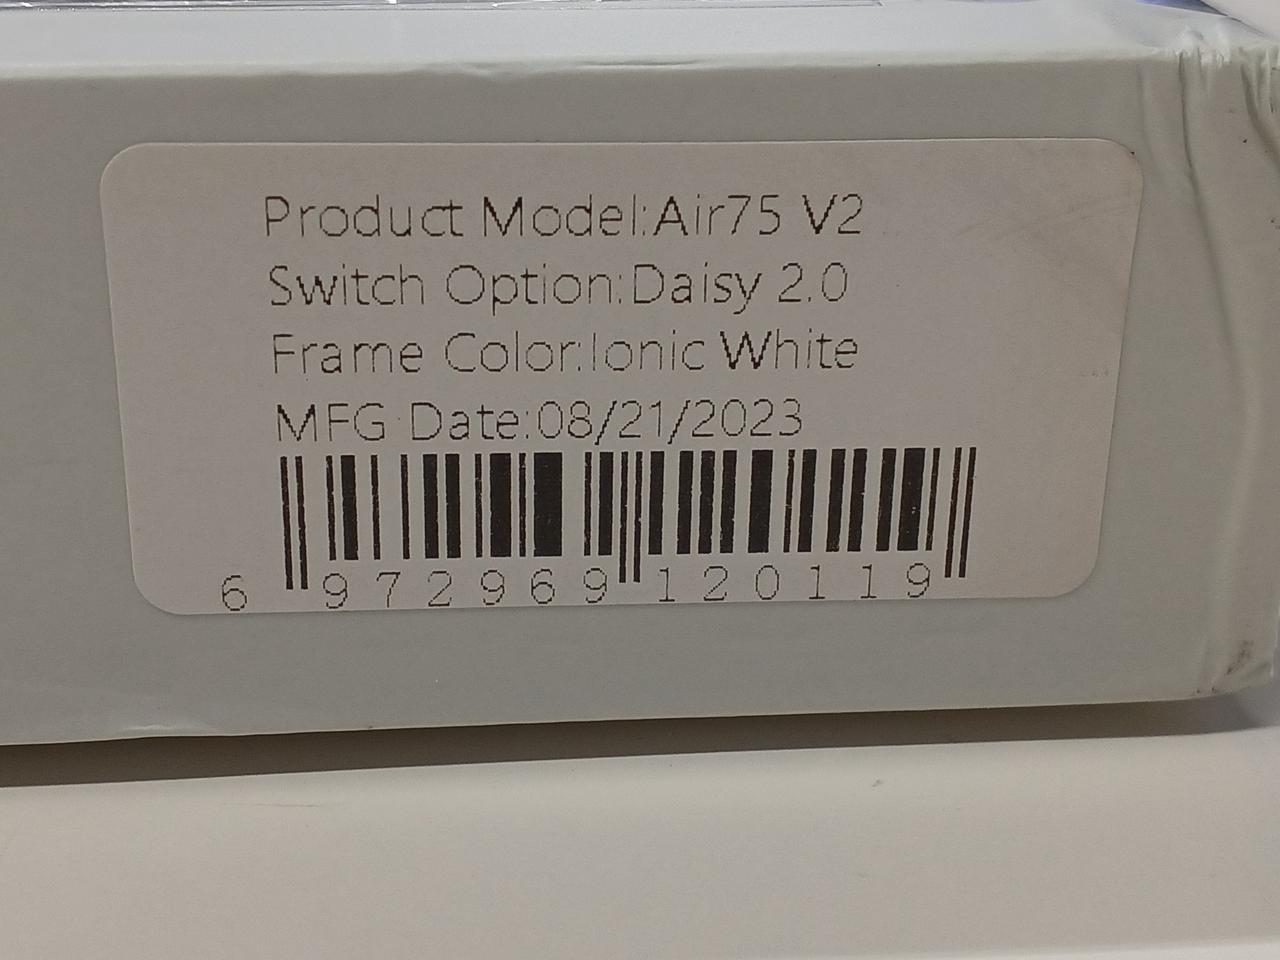 Product Model:Air75 V2
Switch Option:Daisy 2.0
Frame Color:Ionic White
MFG Date:08/21/2023
6 972969 120119